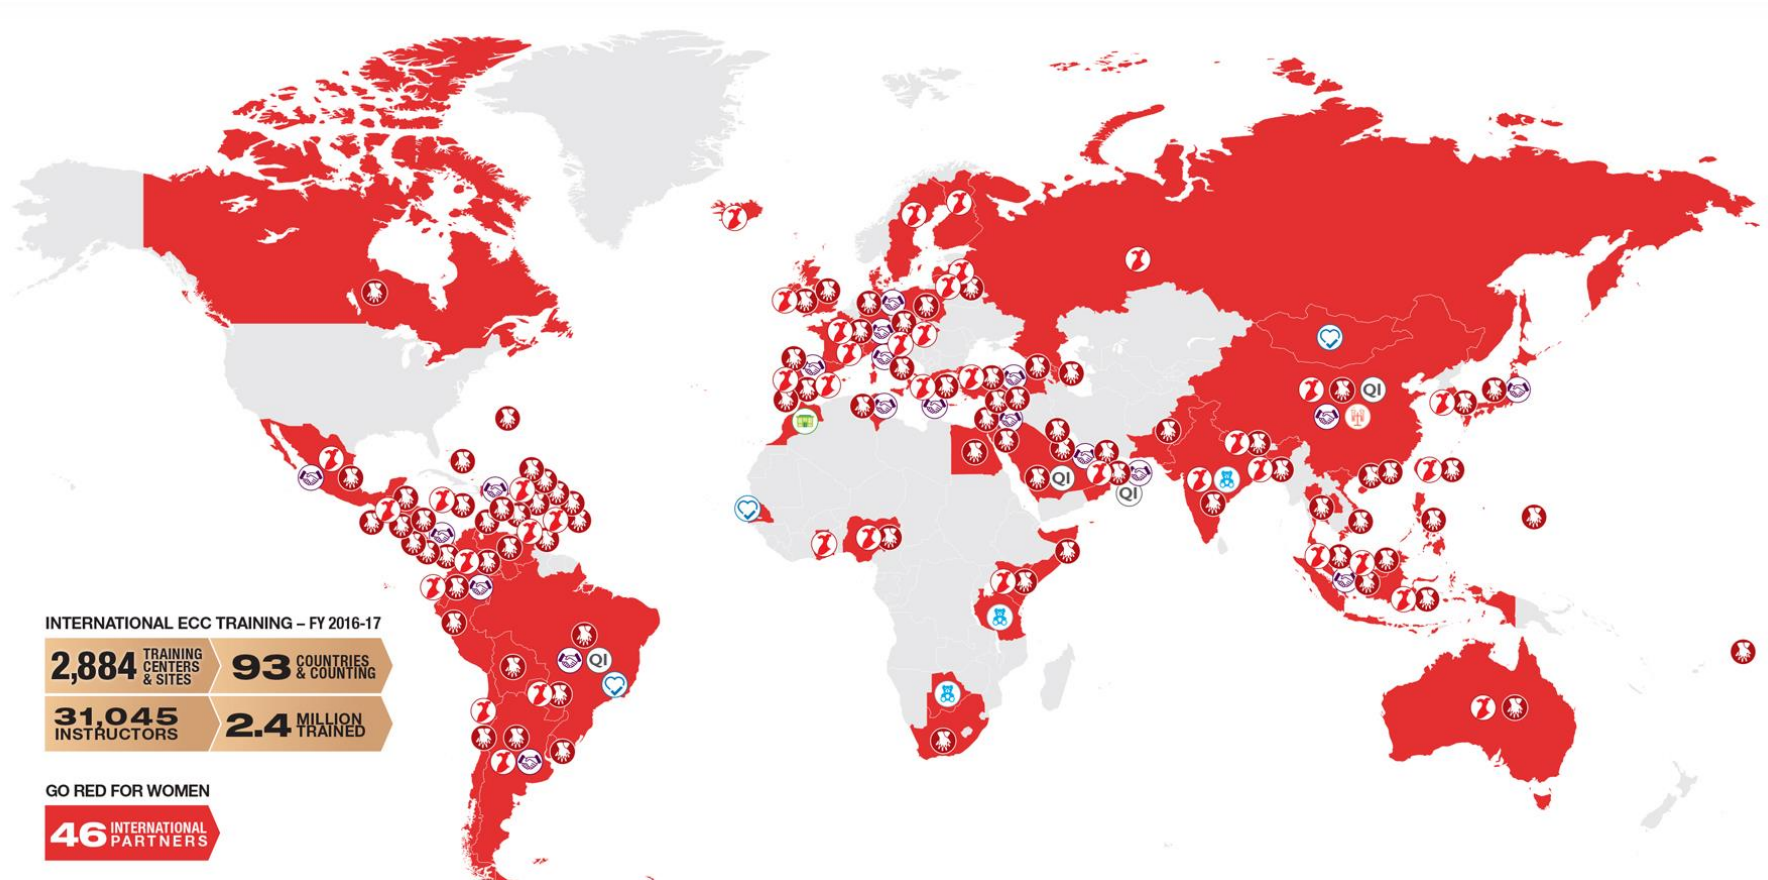 INTERNATIONAL ECC TRAINING – FY 2016-17
2,884 TRAINING CENTERS & SITES
93 COUNTRIES & COUNTING
31,045 INSTRUCTORS
2.4 MILLION TRAINED
GO RED FOR WOMEN
46 INTERNATIONAL PARTNERS
QI
QI
QI
QI